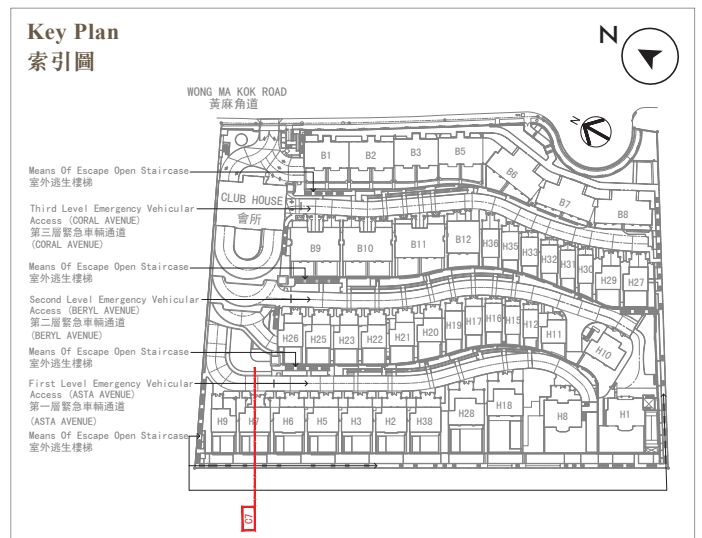 Key Plan
索引圖
N
WONG MA KOK ROAD
黃麻角道
N
Means Of Escape Open Staircase
室外逃生樓梯
CLUB HOUSE
會所
Third Level Emergency Vehicular
Access (CORAL AVENUE)
第三層緊急車輛通道
(CORAL AVENUE)
Means Of Escape Open Staircase
室外逃生樓梯
Second Level Emergency Vehicular
Access (BERYL AVENUE)
第二層緊急車輛通道
(BERYL AVENUE)
Means Of Escape Open Staircase
室外逃生樓梯
First Level Emergency Vehicular
Access (ASTA AVENUE)
第一層緊急車輛通道
(ASTA AVENUE)
Means Of Escape Open Staircase
室外逃生樓梯
B1 B2 B3 B5 B6 B7 B8
B9 B10 B11 B12 H36 H35 H33 H32 H31 H30 H29 H27
H26 H25 H23 H22 H21 H20 H19 H17 H16 H15 H12 H11 H10
H9 H7 H6 H5 H3 H2 H38 H28 H18 H8 H1
C7